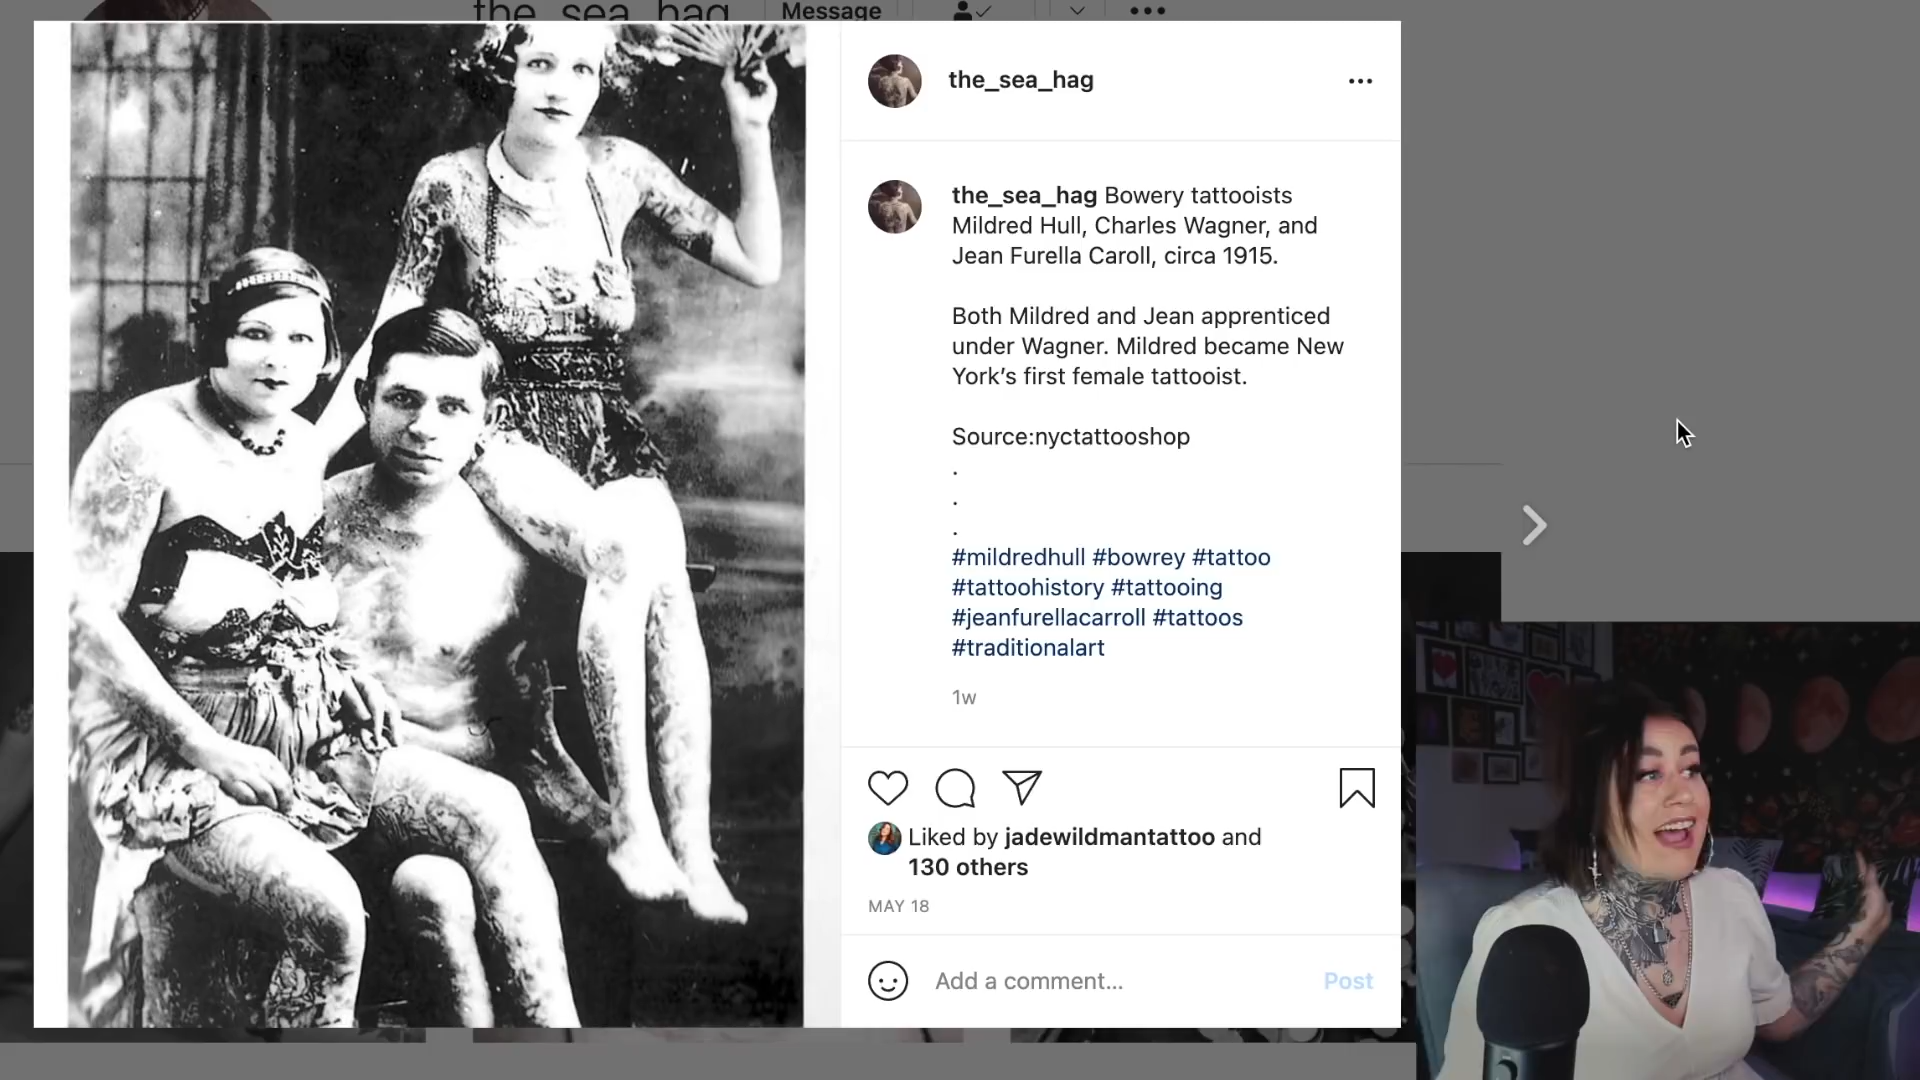 the_sea_hag Message
the_sea_hag
the_sea_hag Bowery tattooists
Mildred Hull, Charles Wagner, and
Jean Furella Caroll, circa 1915.
Both Mildred and Jean apprenticed
under Wagner. Mildred became New
York's first female tattooist.
Source:nyctattooshop
.
.
.
#mildredhull #bowrey #tattoo
#tattoohistory #tattooing
#jeanfurellacarroll #tattoos
#traditionalart
1w
Liked by jadewildmantattoo and
130 others
MAY 18
Add a comment... Post